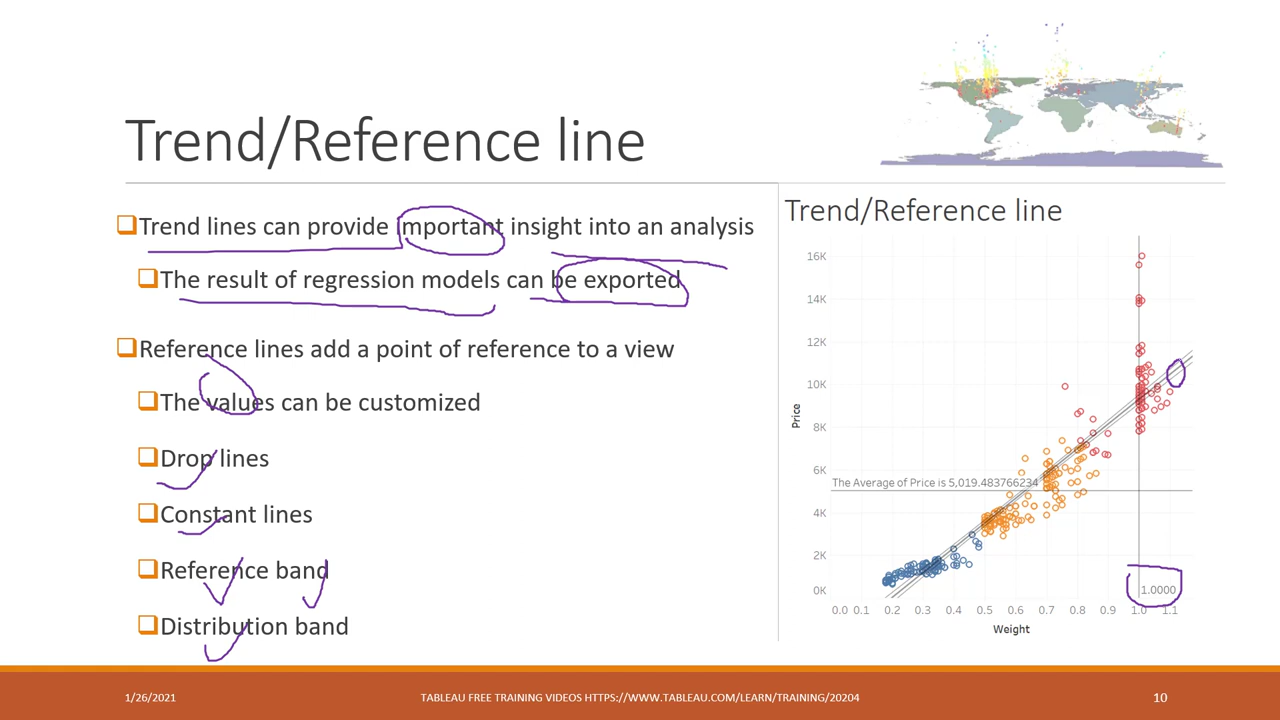 Trend/Reference line
Trend lines can provide important insight into an analysis
The result of regression models can be exported
Reference lines add a point of reference to a view
The values can be customized
Drop lines
Constant lines
Reference band
Distribution band
Trend/Reference line
16K
14K
12K
10K
8K
6K
4K
2K
0K
Price
The Average of Price is 5,019.483766234
1.0000
0.0 0.1 0.2 0.3 0.4 0.5 0.6 0.7 0.8 0.9 1.0 1.1
Weight
1/26/2021
TABLEAU FREE TRAINING VIDEOS HTTPS://WWW.TABLEAU.COM/LEARN/TRAINING/20204
10